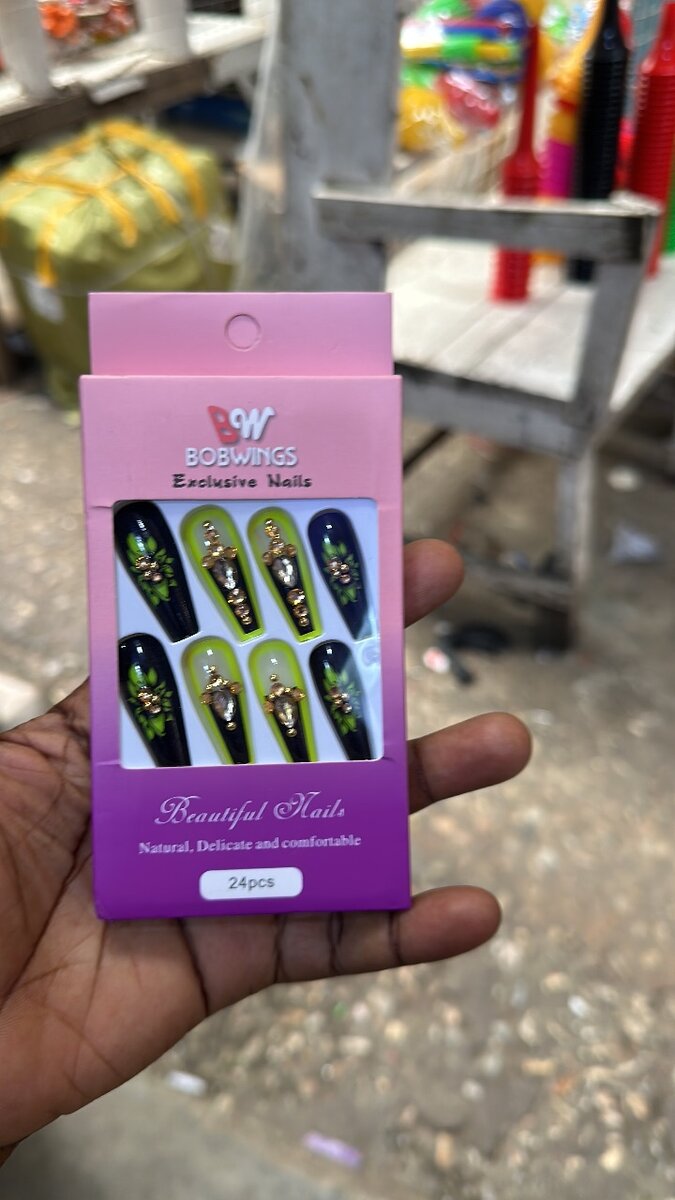 BW
BOBWINGS
Exclusive Nails
Beautiful Nails
Natural, Delicate and comfortable
24pcs